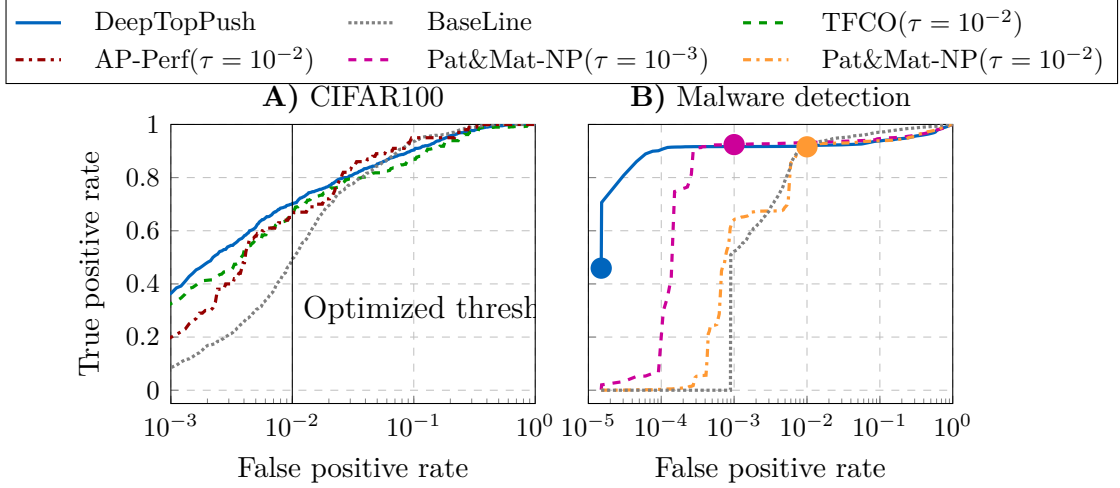 DeepTopPush BaseLine TFCO(τ = 10⁻²)
AP-Perf(τ = 10⁻²) Pat&Mat-NP(τ = 10⁻³) Pat&Mat-NP(τ = 10⁻²)
A) CIFAR100 B) Malware detection
True positive rate
1
0.8
0.6
0.4
0.2
0
Optimized thresh
10⁻³ 10⁻² 10⁻¹ 10⁰
10⁻⁵ 10⁻⁴ 10⁻³ 10⁻² 10⁻¹ 10⁰
False positive rate False positive rate